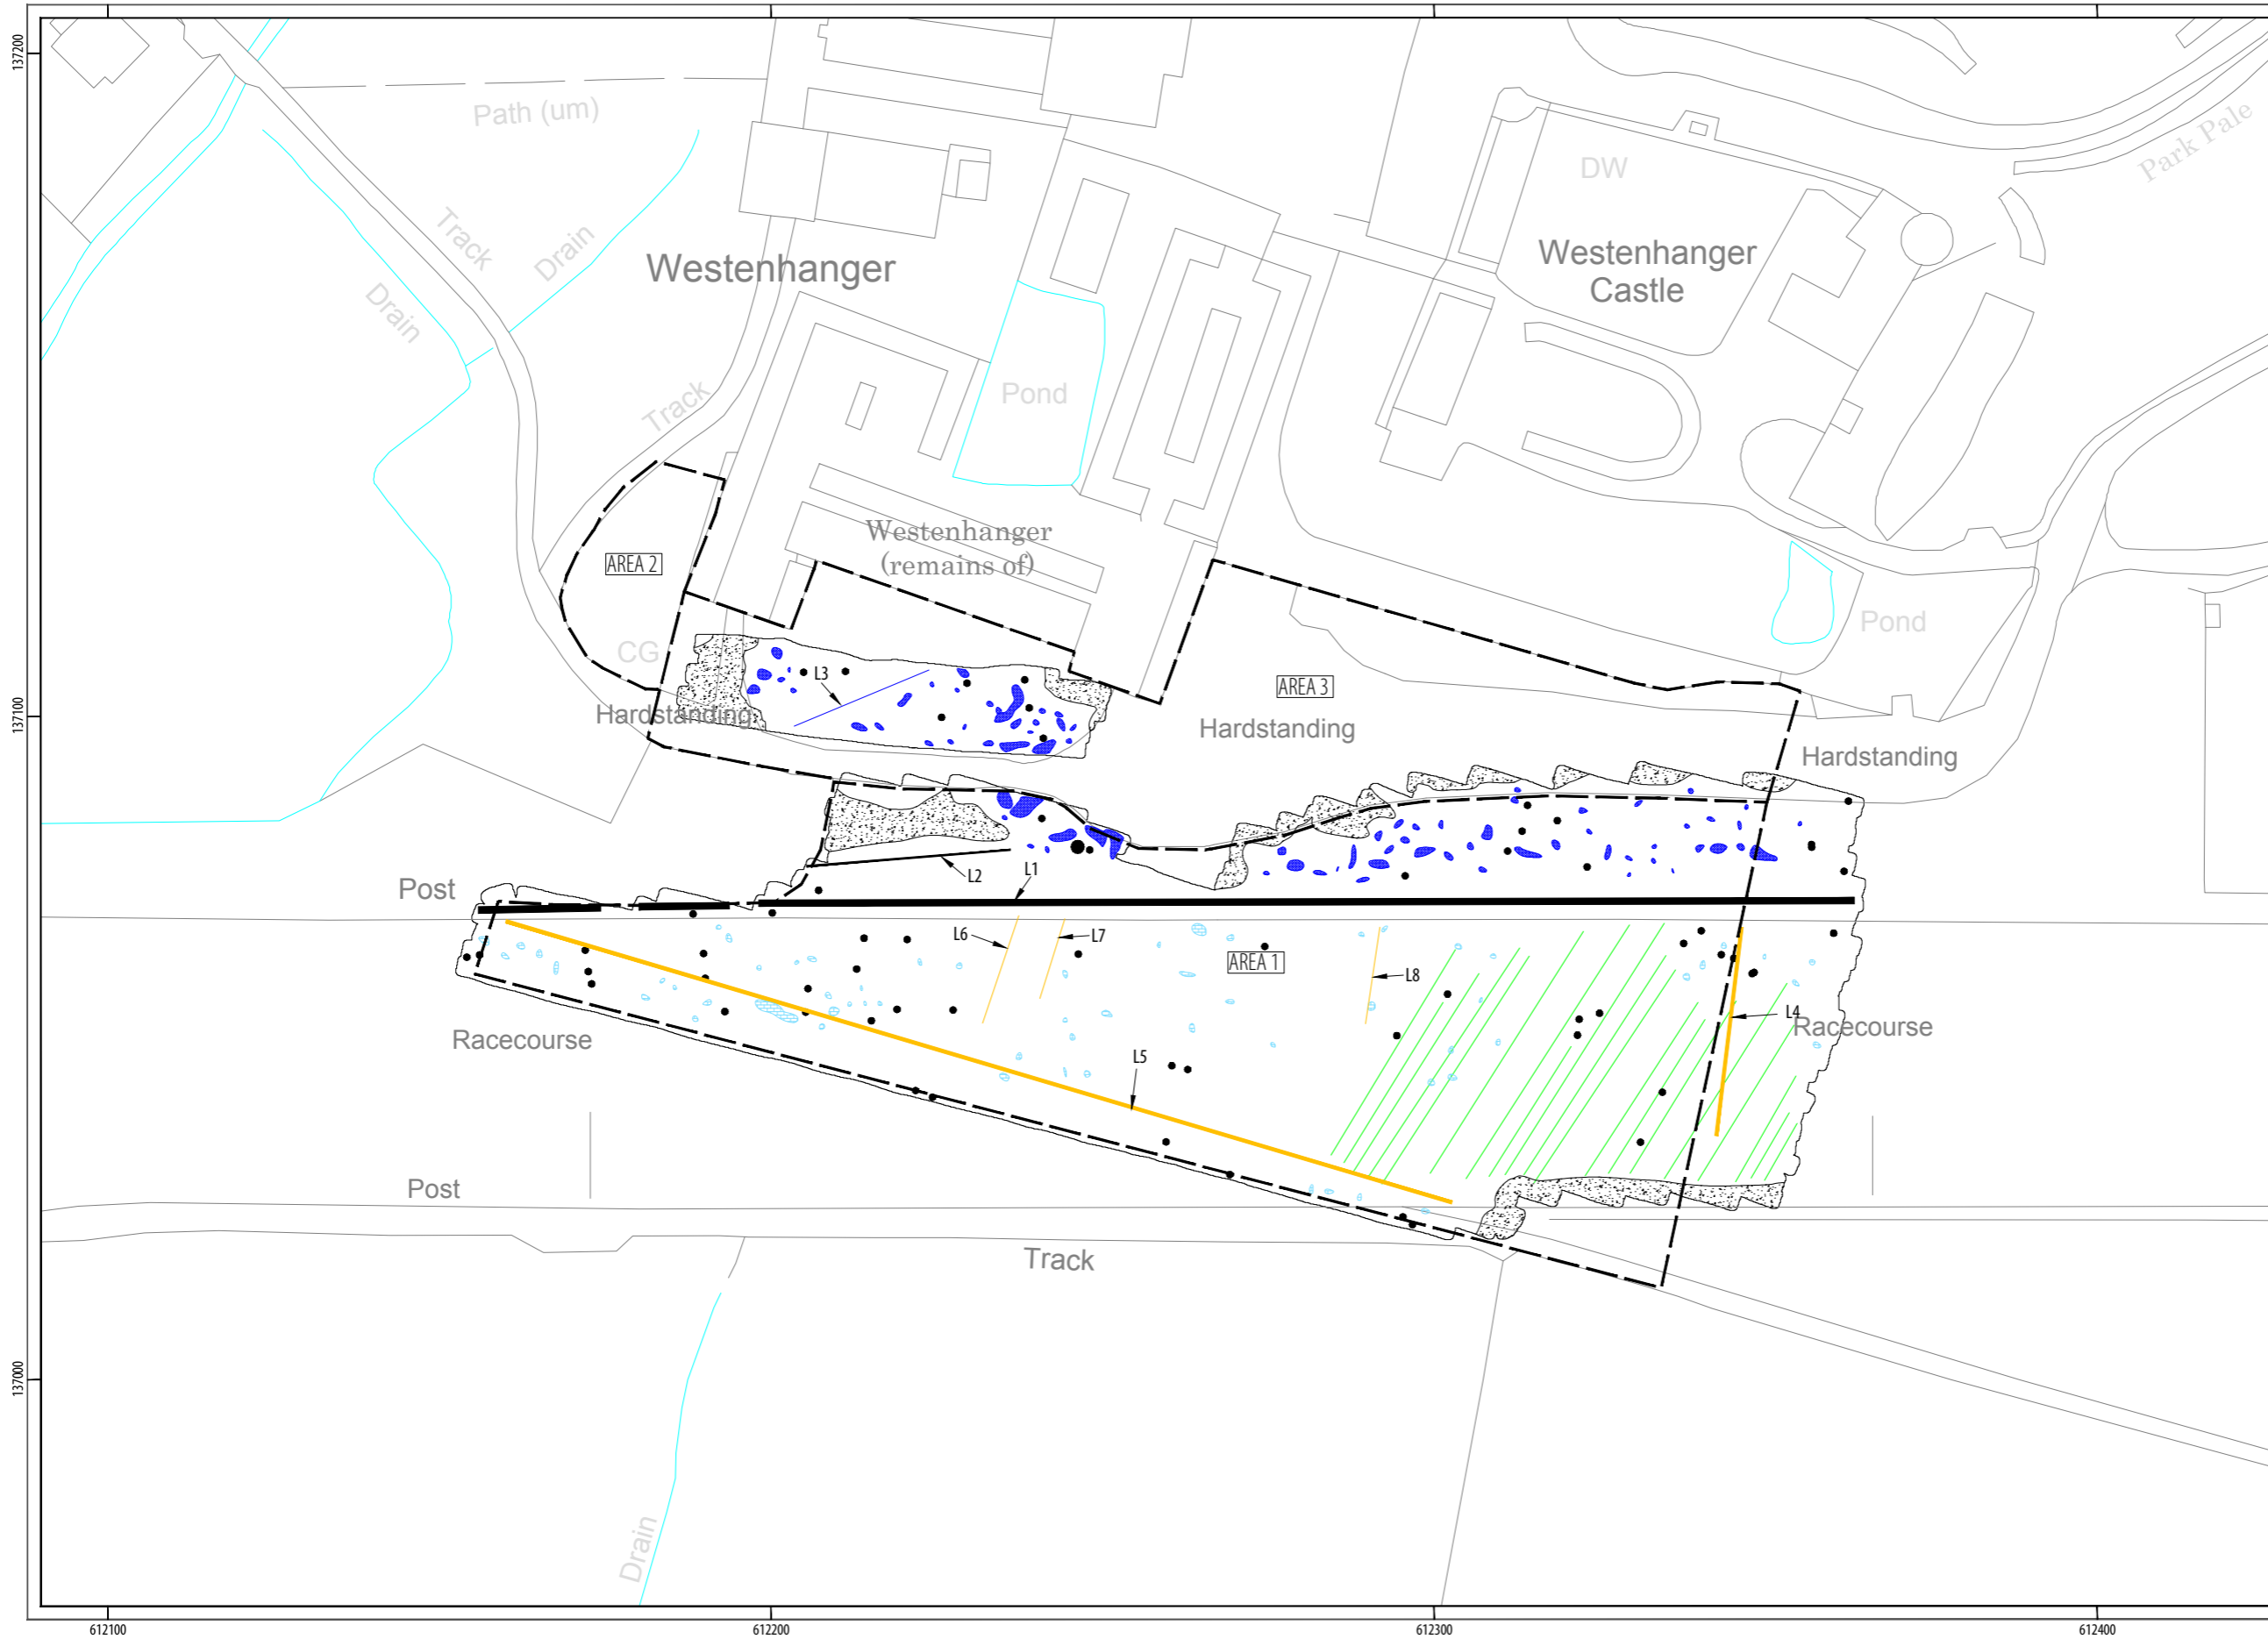 137200
Path (um)
Park Pale
DW
Track
Drain
Westenhanger
Westenhanger
Castle
Drain
Pond
Track
Westenhanger
(remains of)
AREA 2
Pond
CG
L3
AREA 3
137100
Hardstanding
Hardstanding
Hardstanding
L2
L1
Post
L6
L7
AREA 1
L8
L4
Racecourse
Racecourse
L5
Post
Track
137000
Drain
612100
612200
612300
612400